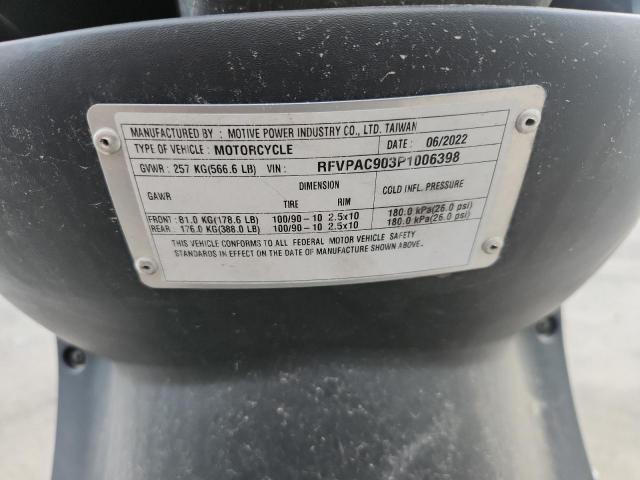 MANUFACTURED BY : MOTIVE POWER INDUSTRY CO., LTD. TAIWAN
TYPE OF VEHICLE : MOTORCYCLE DATE : 06/2022
GVWR : 257 KG(566.6 LB) VIN : RFVPAC903P1006398
DIMENSION
GAWR TIRE RIM COLD INFL. PRESSURE
FRONT : 81.0 KG(178.6 LB) 100/90-10 2.5x10 180.0 kPa(26.0 psi)
REAR : 176.0 KG(388.0 LB) 100/90-10 2.5x10 180.0 kPa(26.0 psi)
THIS VEHICLE CONFORMS TO ALL FEDERAL MOTOR VEHICLE SAFETY
STANDARDS IN EFFECT ON THE DATE OF MANUFACTURE SHOWN ABOVE.